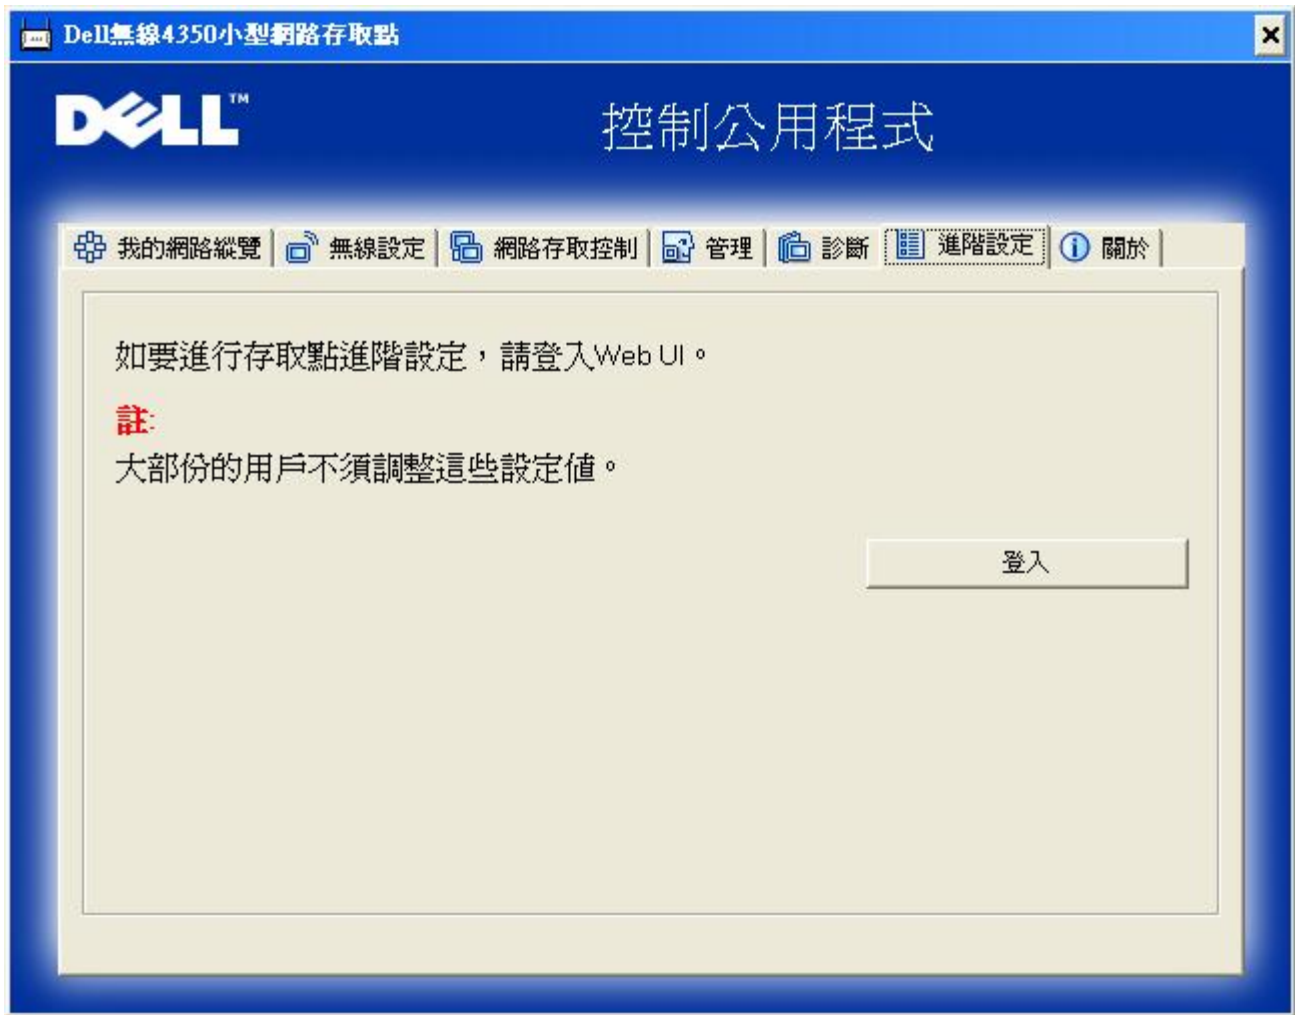 Dell無線4350小型網路存取點
DELL™
控制公用程式
我的網路縱覽 無線設定 網路存取控制 管理 診斷 進階設定 關於
如要進行存取點進階設定，請登入Web UI。
註:
大部份的用戶不須調整這些設定值。
登入